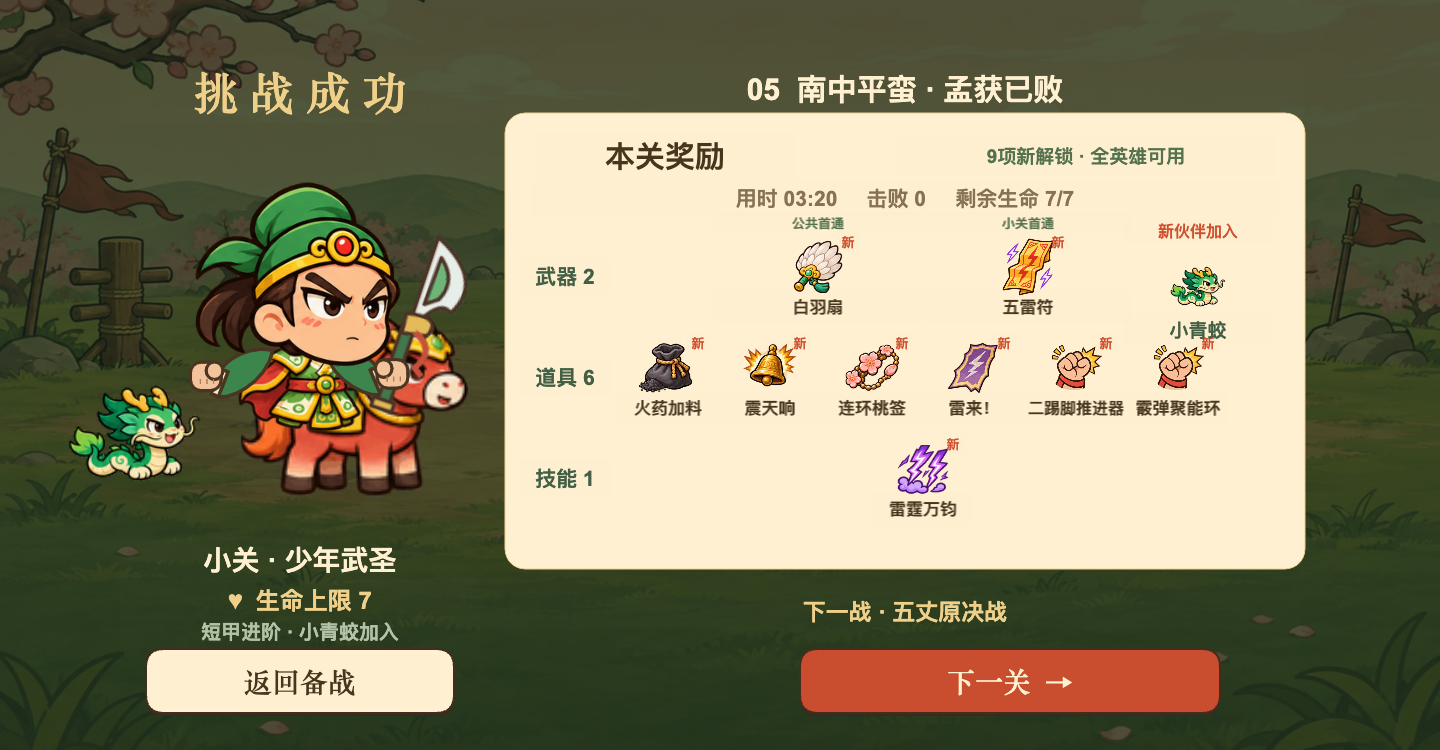 挑战成功
05 南中平蛮 · 孟获已败
本关奖励
9项新解锁 · 全英雄可用
用时 03:20 击败 0 剩余生命 7/7
公共首通
小关首通
新伙伴加入
武器 2
新
白羽扇
新
五雷符
小青蛟
道具 6
新
火药加料
新
震天响
新
连环桃签
新
雷来!
新
二踢脚推进器
新
霰弹聚能环
技能 1
新
雷霆万钧
小关 · 少年武圣
♥ 生命上限 7
短甲进阶 · 小青蛟加入
下一战 · 五丈原决战
返回备战
下一关 →